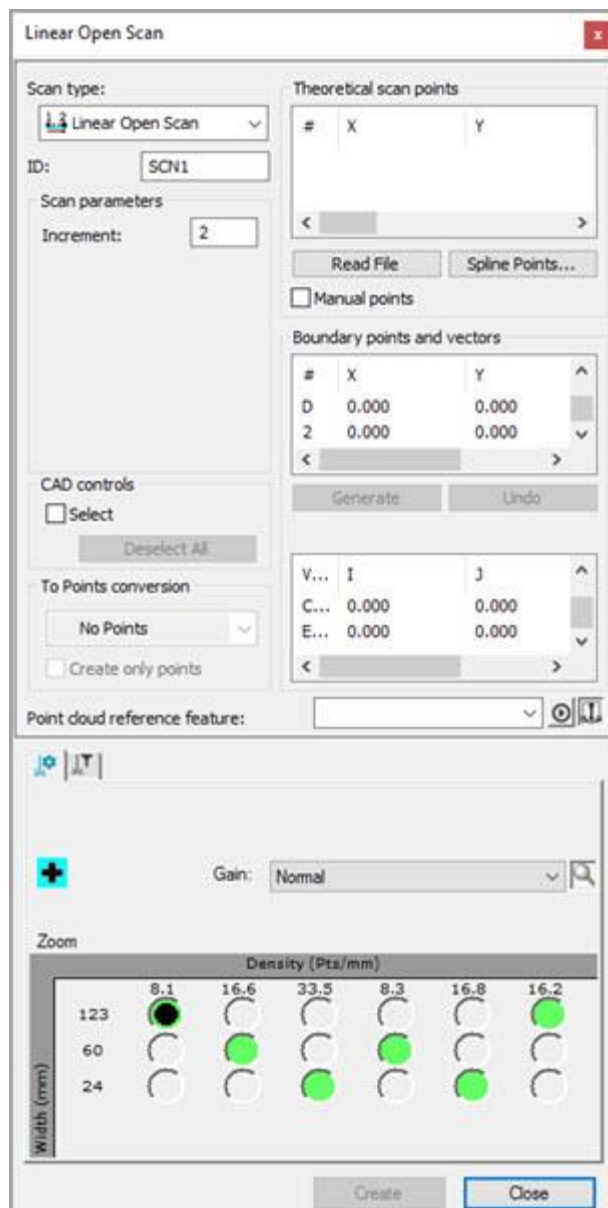 Linear Open Scan
x
Scan type:
Linear Open Scan
ID: SCN1
Scan parameters
Increment: 2
CAD controls
Select
Deselect All
To Points conversion
No Points
Create only points
Theoretical scan points
# X Y
Read File Spline Points...
Manual points
Boundary points and vectors
# X Y
D 0.000 0.000
2 0.000 0.000
Generate Undo
V... I J
C... 0.000 0.000
E... 0.000 0.000
Point cloud reference feature:
Gain: Normal
Zoom
Density (Pts/mm)
8.1 16.6 33.5 8.3 16.8 16.2
123
60
24
Width (mm)
Create Close